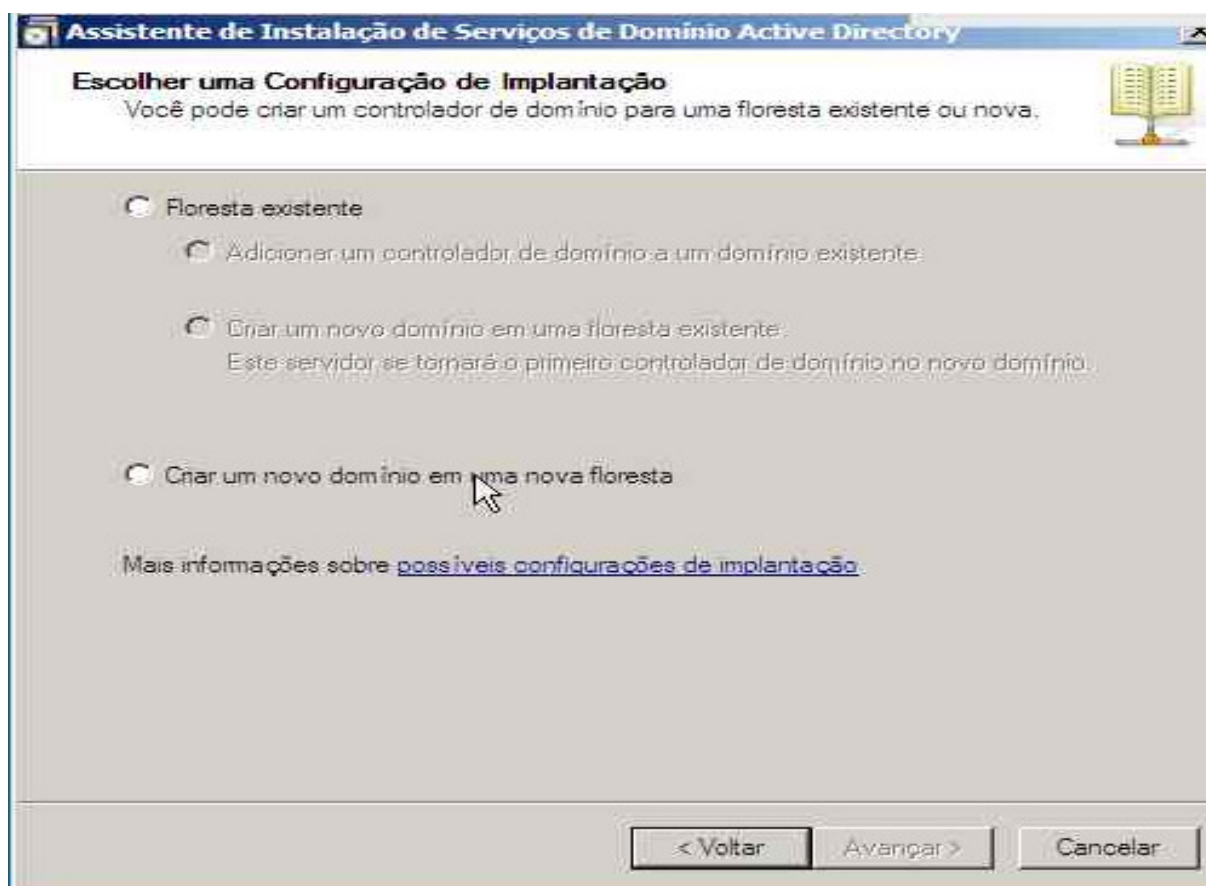 Assistente de Instalação de Serviços de Domínio Active Directory
Escolher uma Configuração de Implantação
Você pode criar um controlador de domínio para uma floresta existente ou nova.
Floresta existente
Adicionar um controlador de domínio a um domínio existente
Criar um novo domínio em uma floresta existente
Este servidor se tornará o primeiro controlador de domínio no novo domínio.
Criar um novo domínio em uma nova floresta
Mais informações sobre possíveis configurações de implantação
< Voltar
Avançar >
Cancelar